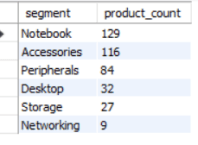 segment product_count
Notebook 129
Accessories 116
Peripherals 84
Desktop 32
Storage 27
Networking 9